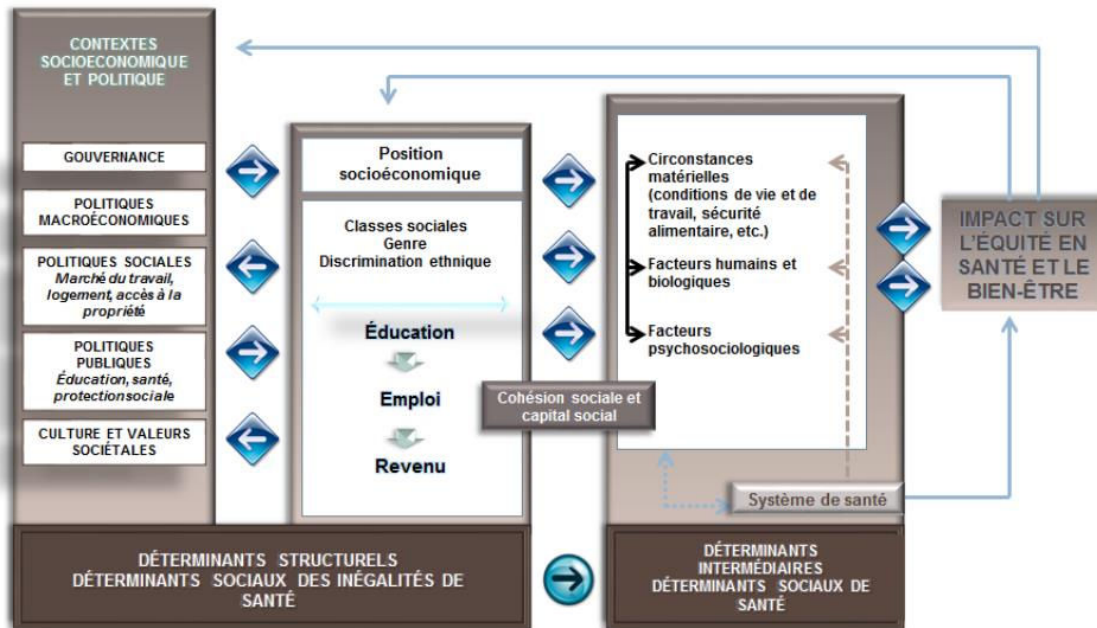 CONTEXTES
SOCIOECONOMIQUE
ET POLITIQUE
GOUVERNANCE
POLITIQUES
MACROÉCONOMIQUES
POLITIQUES SOCIALES
Marché du travail,
logement, accès à la
propriété
POLITIQUES
PUBLIQUES
Éducation, santé,
protectionsociale
CULTURE ET VALEURS
SOCIÉTALES
Position
socioéconomique
Classes sociales
Genre
Discrimination ethnique
Éducation
Emploi
Revenu
Cohésion sociale et
capital social
Circonstances
matérielles
(conditions de vie et de
travail, sécurité
alimentaire, etc.)
Facteurs humains et
biologiques
Facteurs
psychosociologiques
Système de santé
IMPACT SUR
L'ÉQUITÉ EN
SANTÉ ET LE
BIEN-ÊTRE
DÉTERMINANTS STRUCTURELS
DÉTERMINANTS SOCIAUX DES INÉGALITÉS DE
SANTÉ
DÉTERMINANTS
INTERMÉDIAIRES
DÉTERMINANTS SOCIAUX DE
SANTÉ